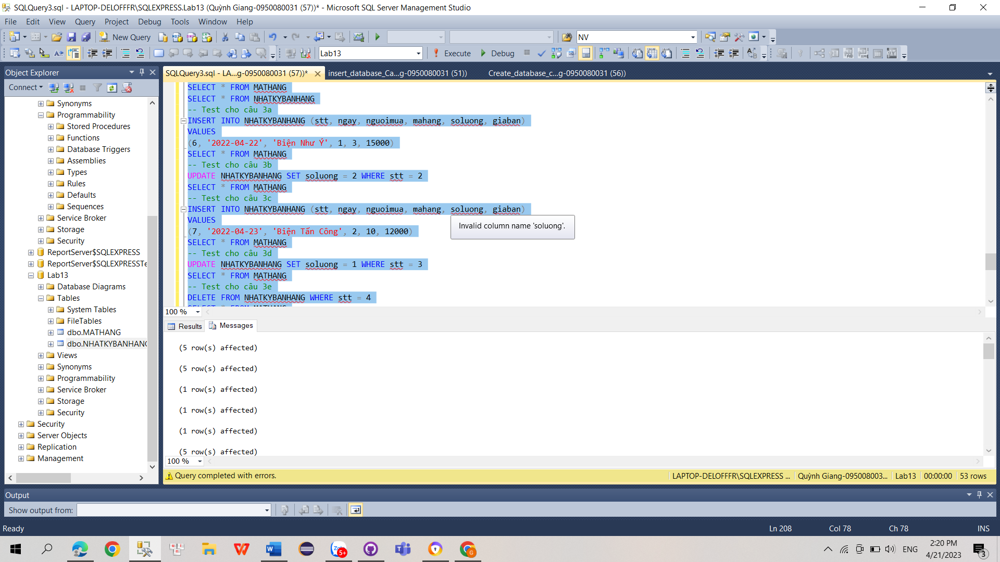 SQLQuery3.sql - LAPTOP-DELOFFFR\SQLEXPRESS.Lab13 (Quỳnh Giang-0950080031 (57))* - Microsoft SQL Server Management Studio
File Edit View Query Project Debug Tools Window Help
New Query NV
Lab13 Execute Debug
Object Explorer
Connect
Synonyms
Programmability
Stored Procedures
Functions
Database Triggers
Assemblies
Types
Rules
Defaults
Sequences
Service Broker
Storage
Security
ReportServer$SQLEXPRESS
ReportServer$SQLEXPRESSTe
Lab13
Database Diagrams
Tables
System Tables
FileTables
dbo.MATHANG
dbo.NHATKYBANHANG
Views
Synonyms
Programmability
Service Broker
Storage
Security
Security
Server Objects
Replication
Management
SQLQuery3.sql - LA...g-0950080031 (57))* insert_database_Ca...g-0950080031 (51)) Create_database_c...g-0950080031 (56))
SELECT * FROM MATHANG
SELECT * FROM NHATKYBANHANG
-- Test cho câu 3a
INSERT INTO NHATKYBANHANG (stt, ngay, nguoimua, mahang, soluong, giaban)
VALUES
(6, '2022-04-22', 'Biện Như Ý', 1, 3, 15000)
SELECT * FROM MATHANG
-- Test cho câu 3b
UPDATE NHATKYBANHANG SET soluong = 2 WHERE stt = 2
SELECT * FROM MATHANG
-- Test cho câu 3c
INSERT INTO NHATKYBANHANG (stt, ngay, nguoimua, mahang, soluong, giaban)
VALUES
(7, '2022-04-23', 'Biện Tấn Công', 2, 10, 12000)
Invalid column name 'soluong'.
SELECT * FROM MATHANG
-- Test cho câu 3d
UPDATE NHATKYBANHANG SET soluong = 1 WHERE stt = 3
SELECT * FROM MATHANG
-- Test cho câu 3e
DELETE FROM NHATKYBANHANG WHERE stt = 4
SELECT * FROM MATHANG
100 %
Results Messages
(5 row(s) affected)
(5 row(s) affected)
(1 row(s) affected)
(1 row(s) affected)
(1 row(s) affected)
(5 row(s) affected)
100 %
Query completed with errors. LAPTOP-DELOFFFR\SQLEXPRESS ... Quỳnh Giang-095008003... Lab13 00:00:00 53 rows
Output
Show output from:
Ready Ln 208 Col 78 Ch 78 INS
5+
ENG
2:20 PM
4/21/2023
3